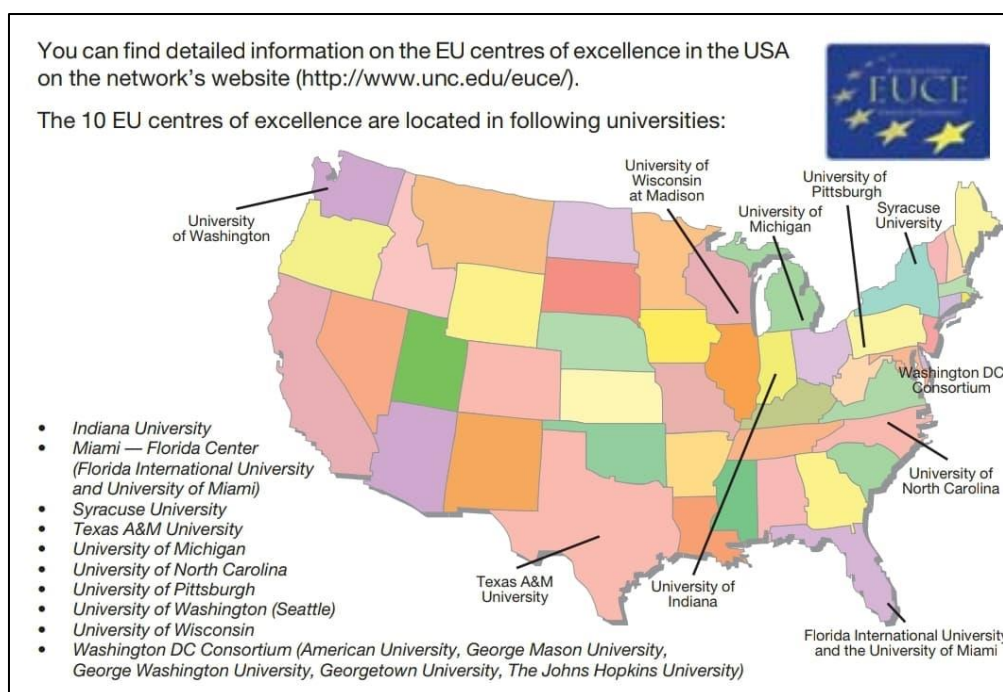 You can find detailed information on the EU centres of excellence in the USA
on the network's website (http://www.unc.edu/euce/).
The 10 EU centres of excellence are located in following universities:
EUCE
University
of Washington
University of
Wisconsin
at Madison
University of
Michigan
University of
Pittsburgh
Syracuse
University
Washington DC
Consortium
University of
North Carolina
Texas A&M
University
University of
Indiana
Florida International University
and the University of Miami
• Indiana University
• Miami — Florida Center
(Florida International University
and University of Miami)
• Syracuse University
• Texas A&M University
• University of Michigan
• University of North Carolina
• University of Pittsburgh
• University of Washington (Seattle)
• University of Wisconsin
• Washington DC Consortium (American University, George Mason University,
George Washington University, Georgetown University, The Johns Hopkins University)